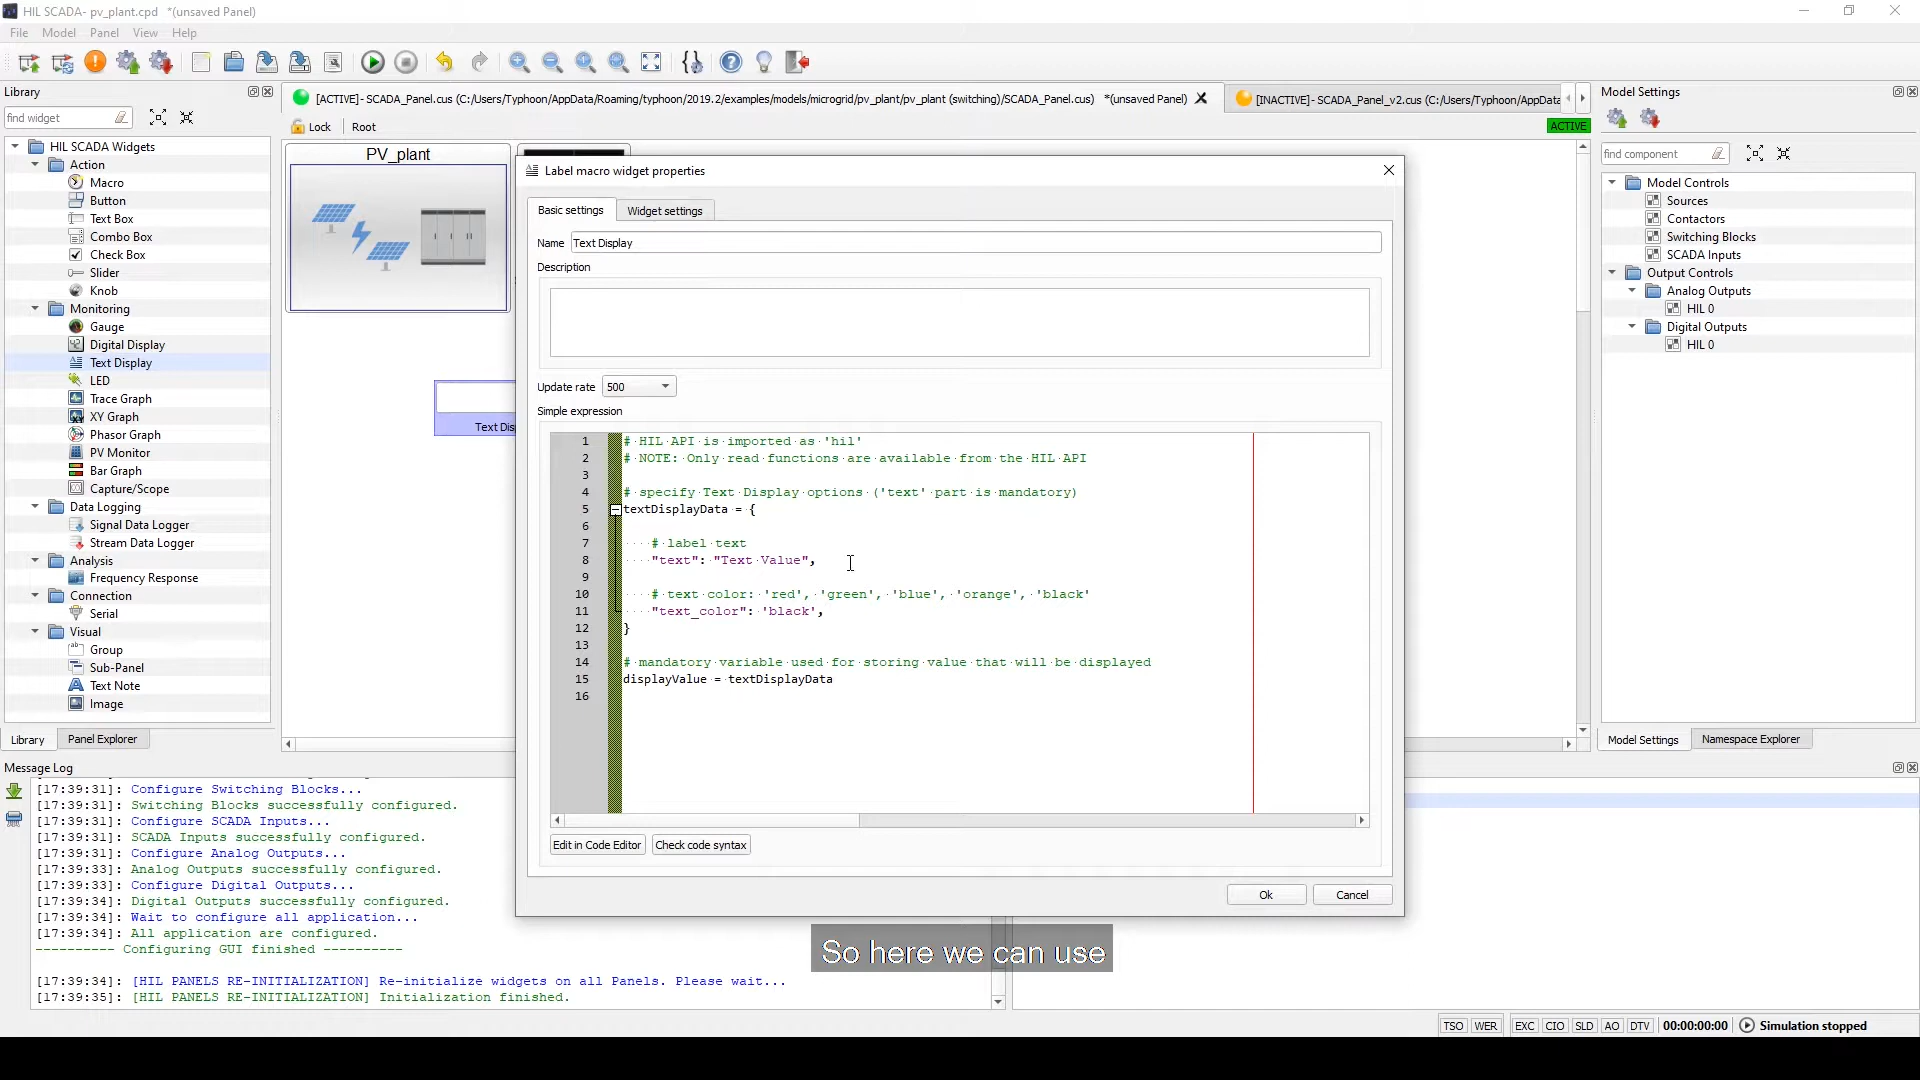 HIL SCADA- pv_plant.cpd *(unsaved Panel)
File Model Panel View Help
Library
find widget
HIL SCADA Widgets
Action
Macro
Button
Text Box
Combo Box
Check Box
Slider
Knob
Monitoring
Gauge
Digital Display
Text Display
LED
Trace Graph
XY Graph
Phasor Graph
PV Monitor
Bar Graph
Capture/Scope
Data Logging
Signal Data Logger
Stream Data Logger
Analysis
Frequency Response
Connection
Serial
Visual
Group
Sub-Panel
Text Note
Image
Library Panel Explorer
[ACTIVE]- SCADA_Panel.cus (C:/Users/Typhoon/AppData/Roaming/typhoon/2019.2/examples/models/microgrid/pv_plant/pv_plant (switching)/SCADA_Panel.cus) *(unsaved Panel)
[INACTIVE]- SCADA_Panel_v2.cus (C:/Users/Typhoon/AppData
Lock Root
ACTIVE
PV_plant
Text Dis
Label macro widget properties
Basic settings Widget settings
Name Text Display
Description
Update rate 500
Simple expression
1 # HIL API is imported as 'hil'
2 # NOTE: Only read functions are available from the HIL API
3
4 # specify Text Display options ('text' part is mandatory)
5 textDisplayData = {
6
7 # label text
8 "text": "Text Value",
9
10 # text color: 'red', 'green', 'blue', 'orange', 'black'
11 "text_color": 'black',
12 }
13
14 # mandatory variable used for storing value that will be displayed
15 displayValue = textDisplayData
16
Edit in Code Editor Check code syntax
Ok Cancel
Model Settings
find component
Model Controls
Sources
Contactors
Switching Blocks
SCADA Inputs
Output Controls
Analog Outputs
HIL 0
Digital Outputs
HIL 0
Model Settings Namespace Explorer
Message Log
[17:39:31]: Configure Switching Blocks...
[17:39:31]: Switching Blocks successfully configured.
[17:39:31]: Configure SCADA Inputs...
[17:39:31]: SCADA Inputs successfully configured.
[17:39:31]: Configure Analog Outputs...
[17:39:33]: Analog Outputs successfully configured.
[17:39:33]: Configure Digital Outputs...
[17:39:34]: Digital Outputs successfully configured.
[17:39:34]: Wait to configure all application...
[17:39:34]: All application are configured.
---------- Configuring GUI finished ----------
[17:39:34]: [HIL PANELS RE-INITIALIZATION] Re-initialize widgets on all Panels. Please wait...
[17:39:35]: [HIL PANELS RE-INITIALIZATION] Initialization finished.
So here we can use
TSO WER EXC CIO SLD AO DTV 00:00:00:00 Simulation stopped